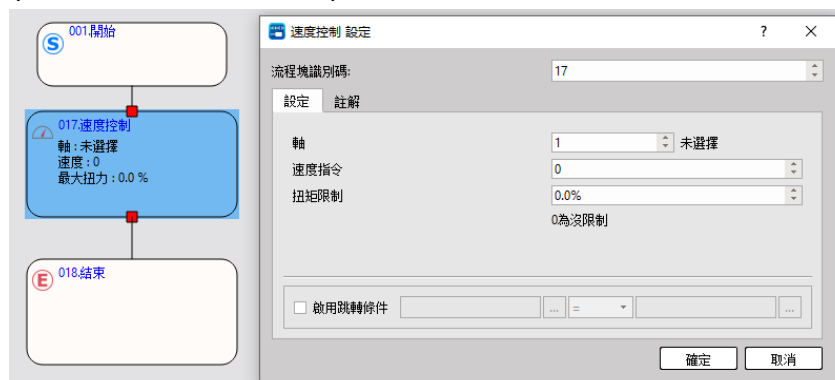 S 001.開始
017.速度控制
軸 : 未選擇
速度 : 0
最大扭力 : 0.0 %
E 018.結束
速度控制 設定 ? ×
流程塊識別碼: 17
設定 註解
軸 1 未選擇
速度指令 0
扭矩限制 0.0%
0為沒限制
啟用跳轉條件 ... = ...
確定 取消